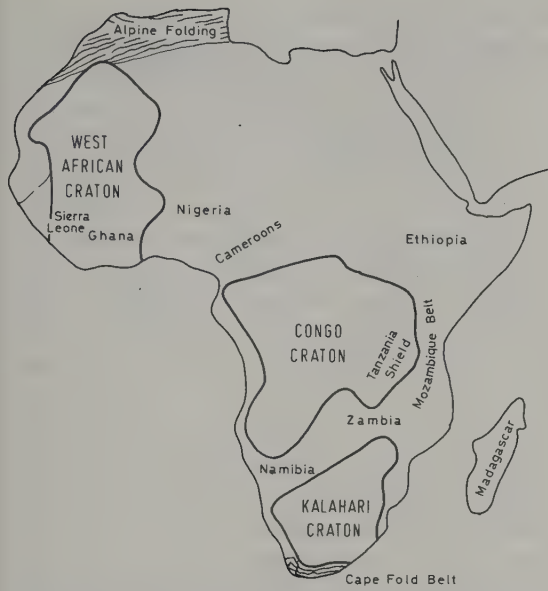 Alpine Folding
WEST
AFRICAN
CRATON
Sierra
Leone
Ghana
Nigeria
Cameroons
Ethiopia
CONGO
CRATON
Tanzania
Shield
Mozambique Belt
Zambia
Namibia
Madagascar
KALAHARI
CRATON
Cape Fold Belt